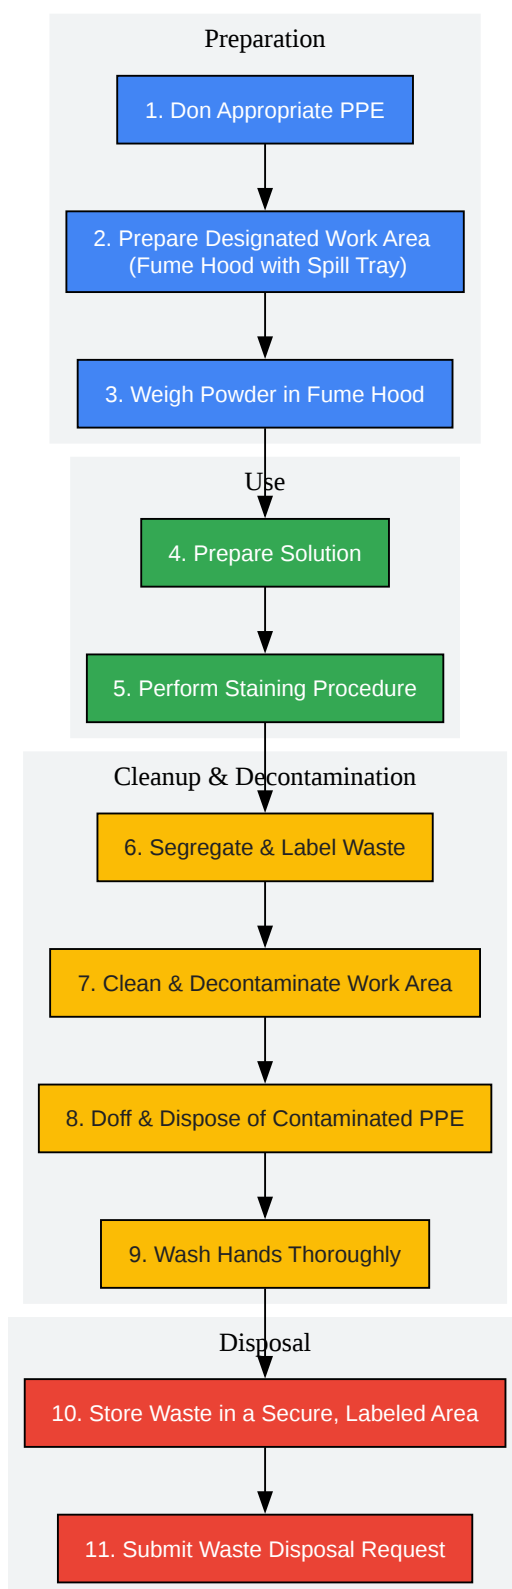 Preparation
1. Don Appropriate PPE
2. Prepare Designated Work Area
(Fume Hood with Spill Tray)
3. Weigh Powder in Fume Hood
Use
4. Prepare Solution
5. Perform Staining Procedure
Cleanup & Decontamination
6. Segregate & Label Waste
7. Clean & Decontaminate Work Area
8. Doff & Dispose of Contaminated PPE
9. Wash Hands Thoroughly
Disposal
10. Store Waste in a Secure, Labeled Area
11. Submit Waste Disposal Request